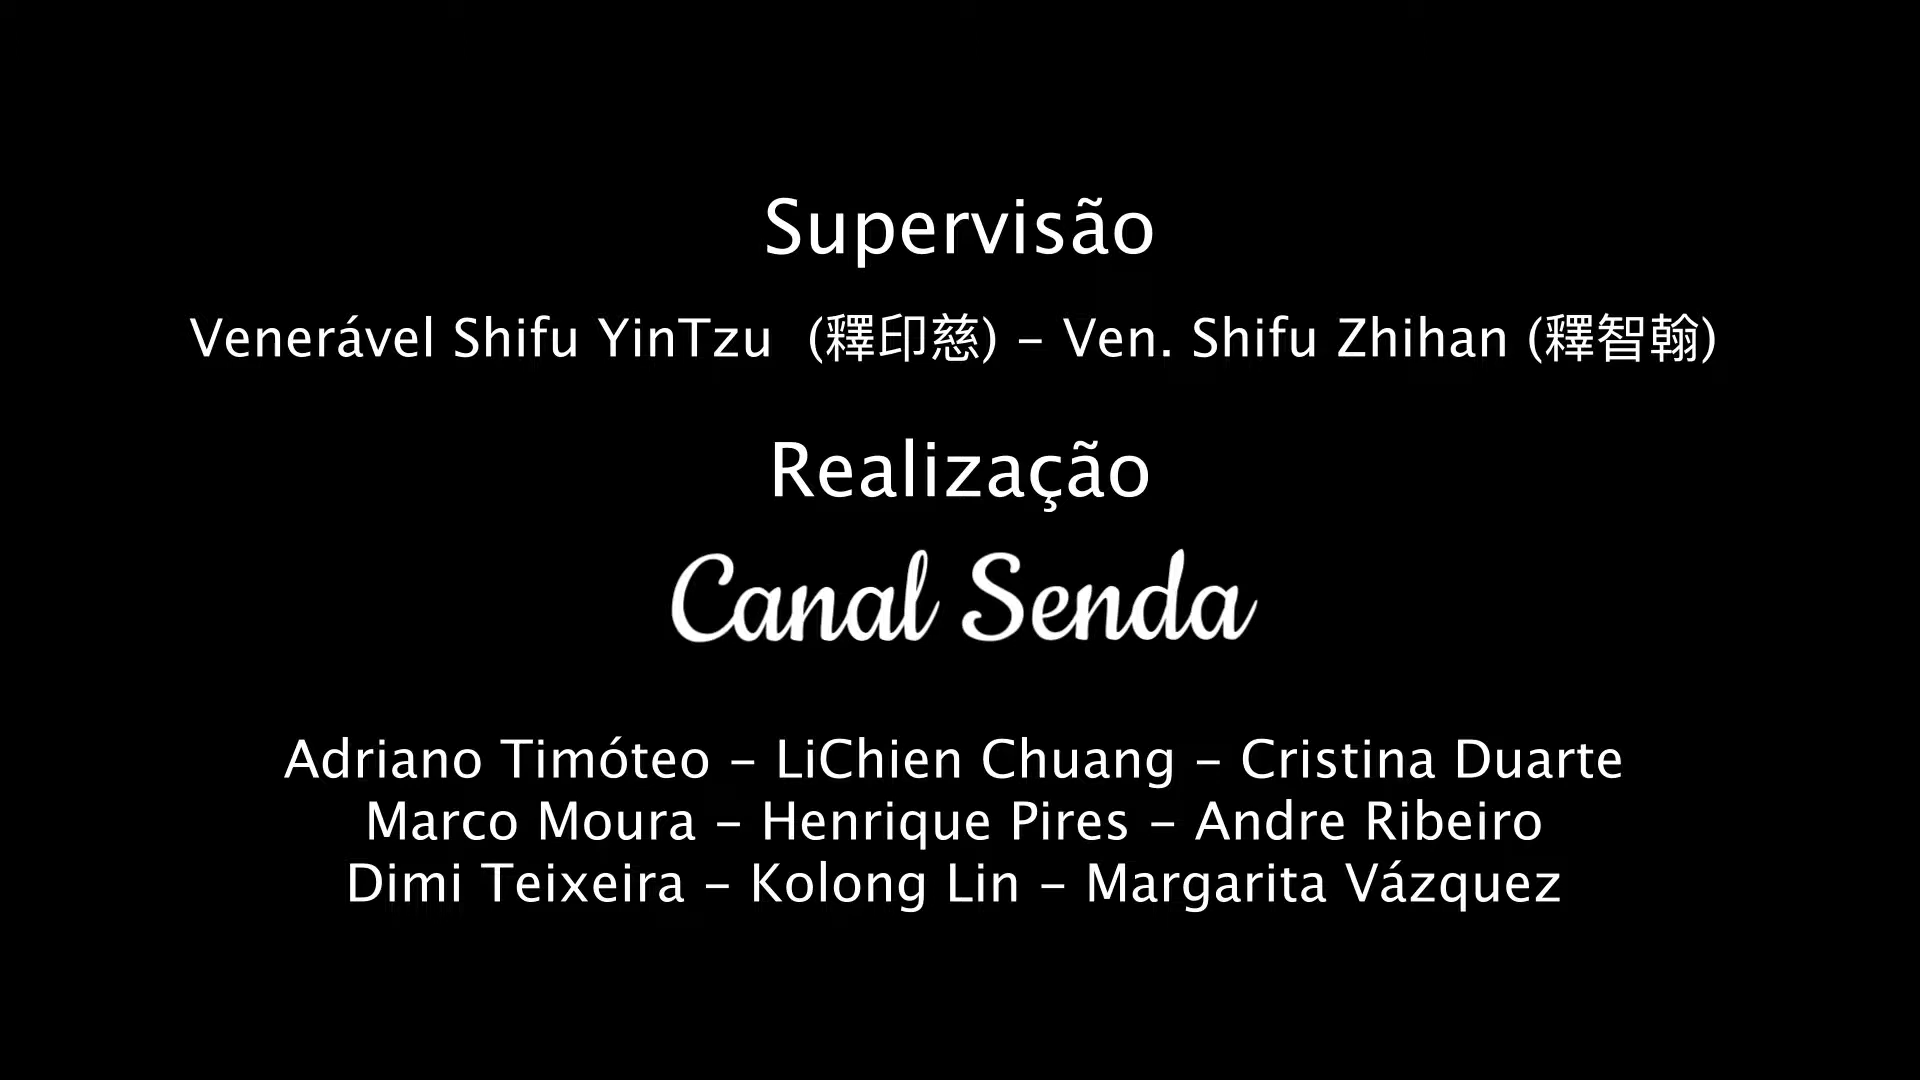 Supervisão
Venerável Shifu YinTzu (釋印慈) – Ven. Shifu Zhihan (釋智翰)
Realização
Canal Senda
Adriano Timóteo – LiChien Chuang – Cristina Duarte
Marco Moura – Henrique Pires – Andre Ribeiro
Dimi Teixeira – Kolong Lin – Margarita Vázquez